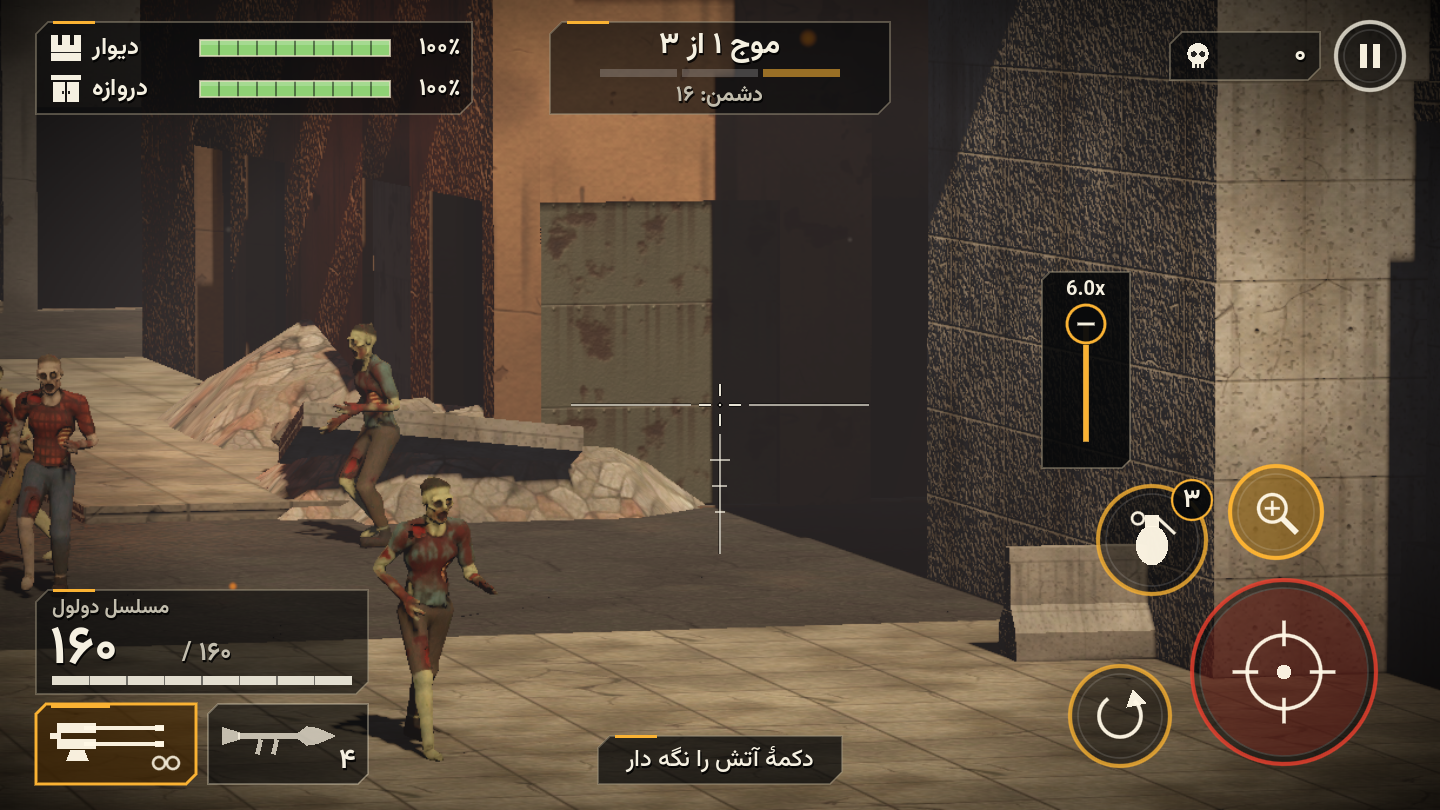 دیوار ۱۰۰٪
دروازه ۱۰۰٪
موج ۱ از ۳
دشمن: ۱۶
۰
6.0x
۳
مسلسل دولول
۱۶۰ / ۱۶۰
∞
۴
دکمهٔ آتش را نگه دار